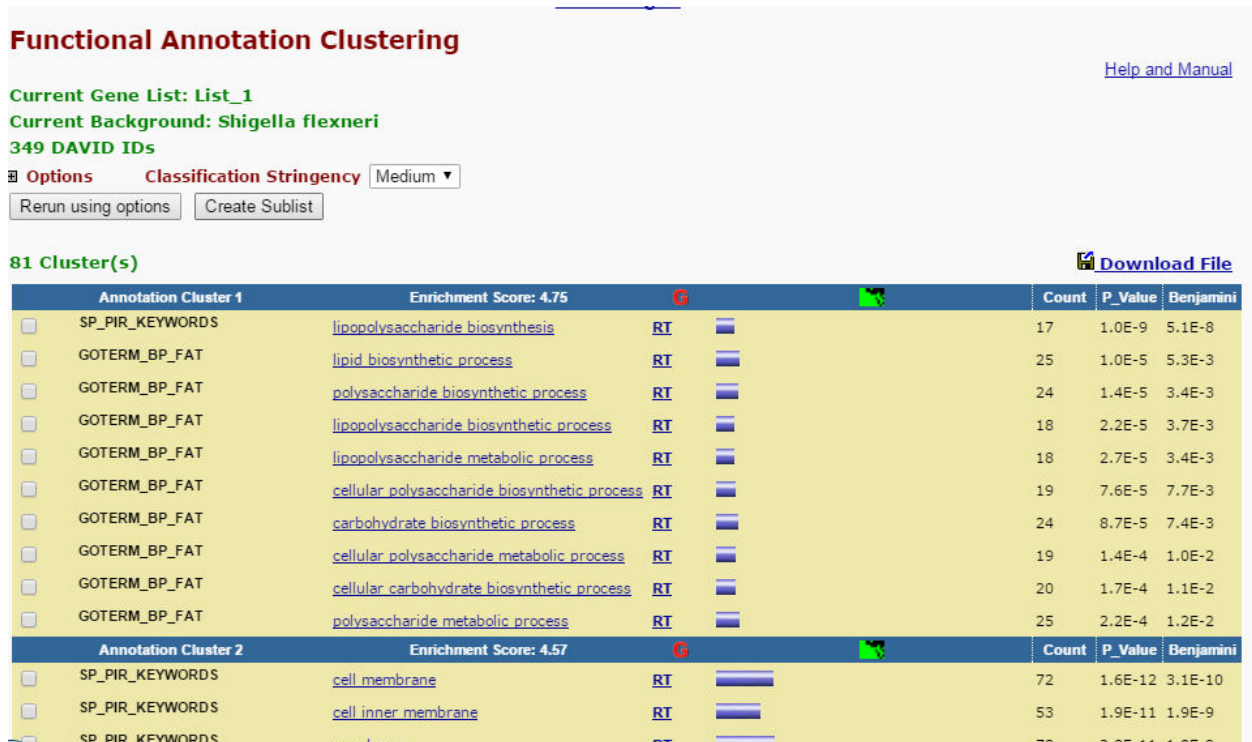 Functional Annotation Clustering
Help and Manual
Current Gene List: List_1
Current Background: Shigella flexneri
349 DAVID IDs
Options Classification Stringency Medium
Rerun using options Create Sublist
81 Cluster(s) Download File
Annotation Cluster 1 Enrichment Score: 4.75 G Count P_Value Benjamini
SP_PIR_KEYWORDS lipopolysaccharide biosynthesis RT 17 1.0E-9 5.1E-8
GOTERM_BP_FAT lipid biosynthetic process RT 25 1.0E-5 5.3E-3
GOTERM_BP_FAT polysaccharide biosynthetic process RT 24 1.4E-5 3.4E-3
GOTERM_BP_FAT lipopolysaccharide biosynthetic process RT 18 2.2E-5 3.7E-3
GOTERM_BP_FAT lipopolysaccharide metabolic process RT 18 2.7E-5 3.4E-3
GOTERM_BP_FAT cellular polysaccharide biosynthetic process RT 19 7.6E-5 7.7E-3
GOTERM_BP_FAT carbohydrate biosynthetic process RT 24 8.7E-5 7.4E-3
GOTERM_BP_FAT cellular polysaccharide metabolic process RT 19 1.4E-4 1.0E-2
GOTERM_BP_FAT cellular carbohydrate biosynthetic process RT 20 1.7E-4 1.1E-2
GOTERM_BP_FAT polysaccharide metabolic process RT 25 2.2E-4 1.2E-2
Annotation Cluster 2 Enrichment Score: 4.57 G Count P_Value Benjamini
SP_PIR_KEYWORDS cell membrane RT 72 1.6E-12 3.1E-10
SP_PIR_KEYWORDS cell inner membrane RT 53 1.9E-11 1.9E-9
SP_PIR_KEYWORDS RT